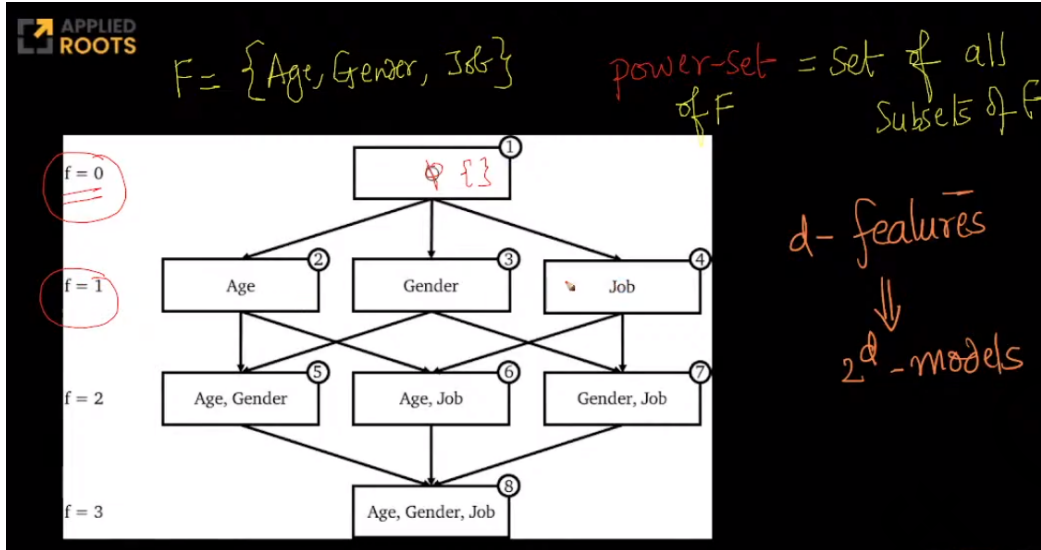 APPLIED
ROOTS
F = {Age, Gender, Job}
power-set = set of all
of F subsets of F
f = 0
1
φ {}
f = 1
2
Age
3
Gender
4
Job
d- features
⇓
2^d - models
f = 2
5
Age, Gender
6
Age, Job
7
Gender, Job
f = 3
8
Age, Gender, Job